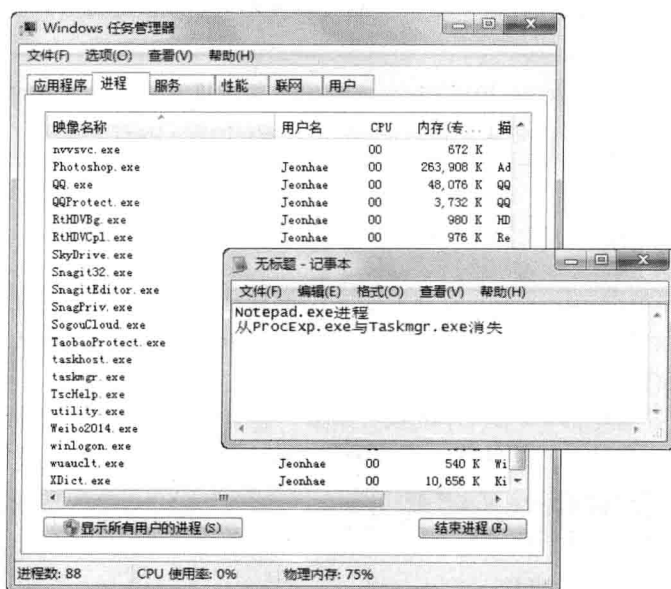 Windows 任务管理器
文件(F) 选项(O) 查看(V) 帮助(H)
应用程序 进程 服务 性能 联网 用户
映像名称 用户名 CPU 内存(专... 描
nvvsvc.exe 00 672 K
Photoshop.exe Jeonhae 00 263,908 K Ad
QQ.exe Jeonhae 00 48,076 K QQ
QQProtect.exe Jeonhae 00 3,732 K QQ
RtHDVBg.exe Jeonhae 00 980 K HD
RtHDVCpl.exe Jeonhae 00 976 K Re
SkyDrive.exe
Snagit32.exe
SnagitEditor.exe
SnagPriv.exe
SogouCloud.exe
TaobaoProtect.exe
taskhost.exe
taskmgr.exe
TscHelp.exe
utility.exe
Weibo2014.exe
winlogon.exe
wuauclt.exe Jeonhae 00 540 K Wi
XDict.exe Jeonhae 00 10,656 K Ki
无标题 - 记事本
文件(F) 编辑(E) 格式(O) 查看(V) 帮助(H)
Notepad.exe进程
从ProcExp.exe与Taskmgr.exe消失
显示所有用户的进程(S) 结束进程(E)
进程数: 88 CPU 使用率: 0% 物理内存: 75%